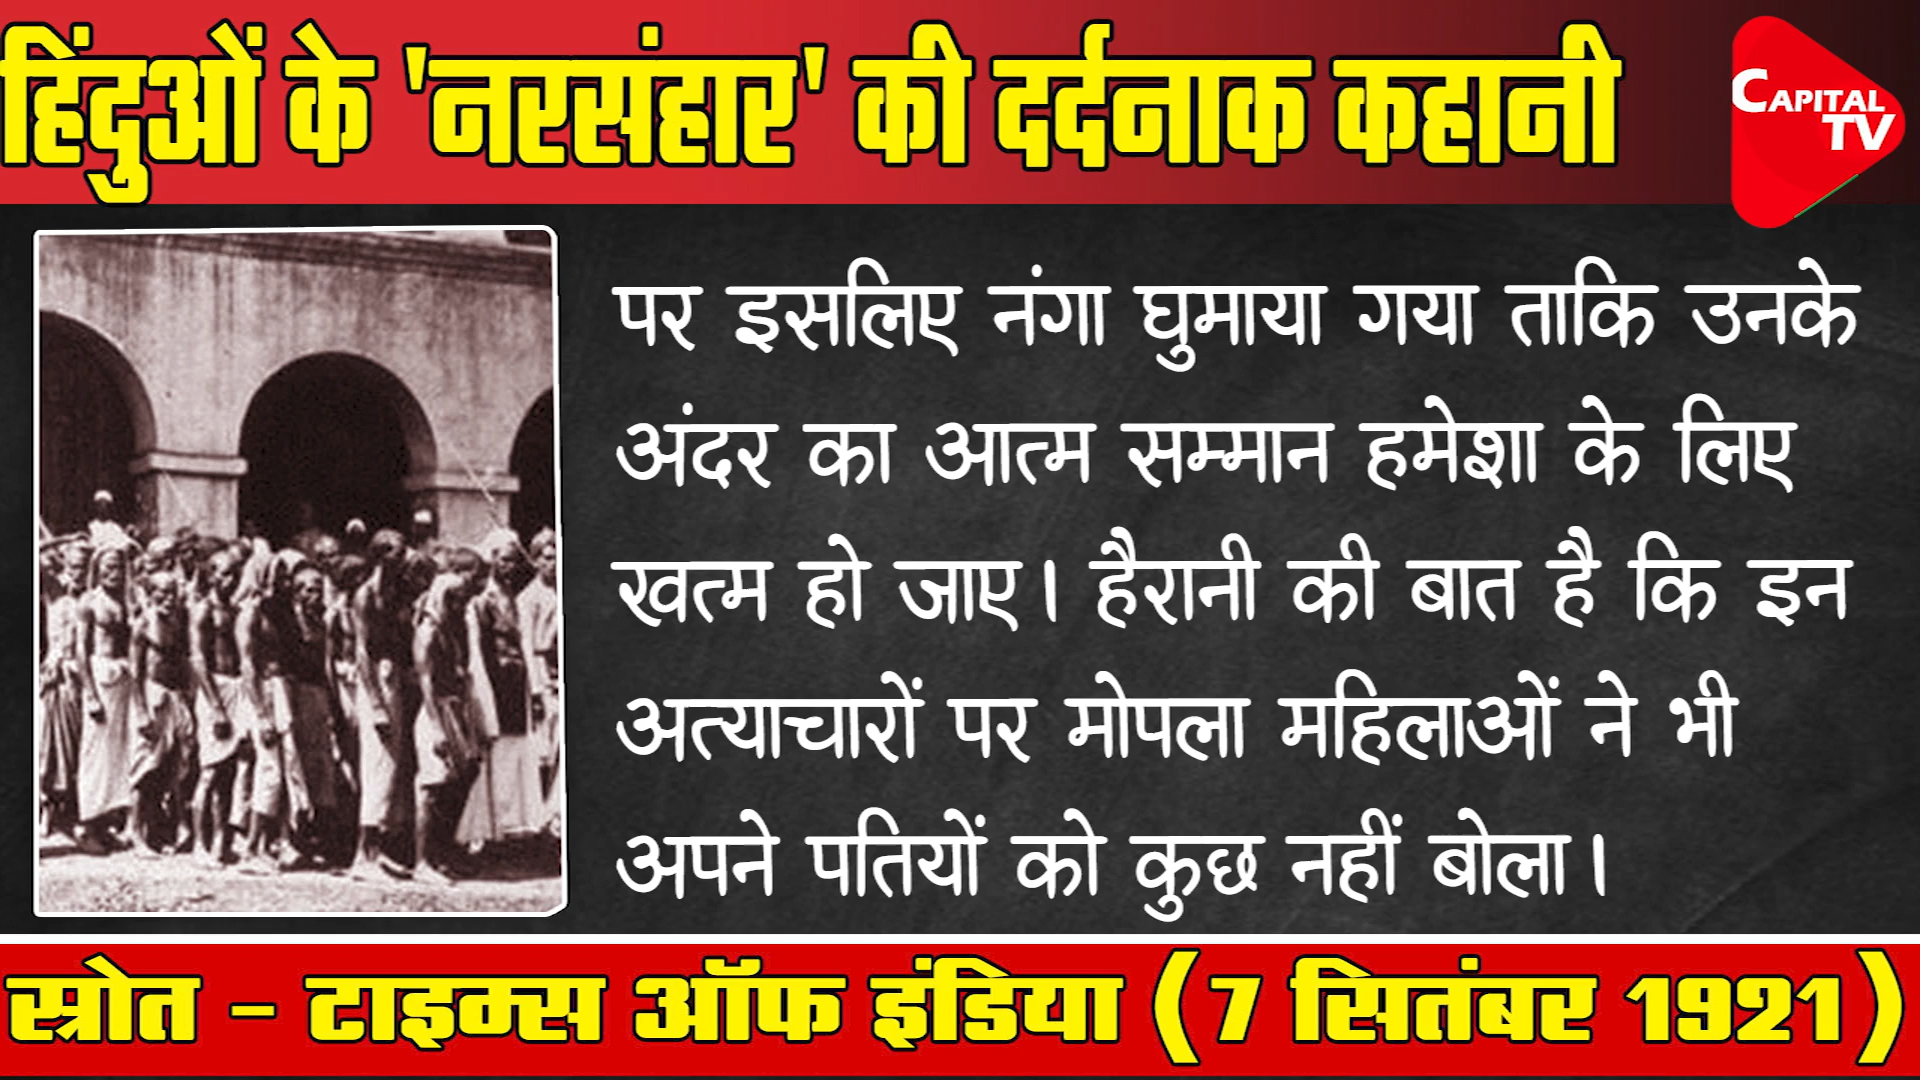 हिंदुओं के 'नरसंहार' की दर्दनाक कहानी
CAPITAL
TV
पर इसलिए नंगा घुमाया गया ताकि उनके
अंदर का आत्म सम्मान हमेशा के लिए
खत्म हो जाए। हैरानी की बात है कि इन
अत्याचारों पर मोपला महिलाओं ने भी
अपने पतियों को कुछ नहीं बोला।
स्रोत - टाइम्स ऑफ इंडिया (7 सितंबर 1921)